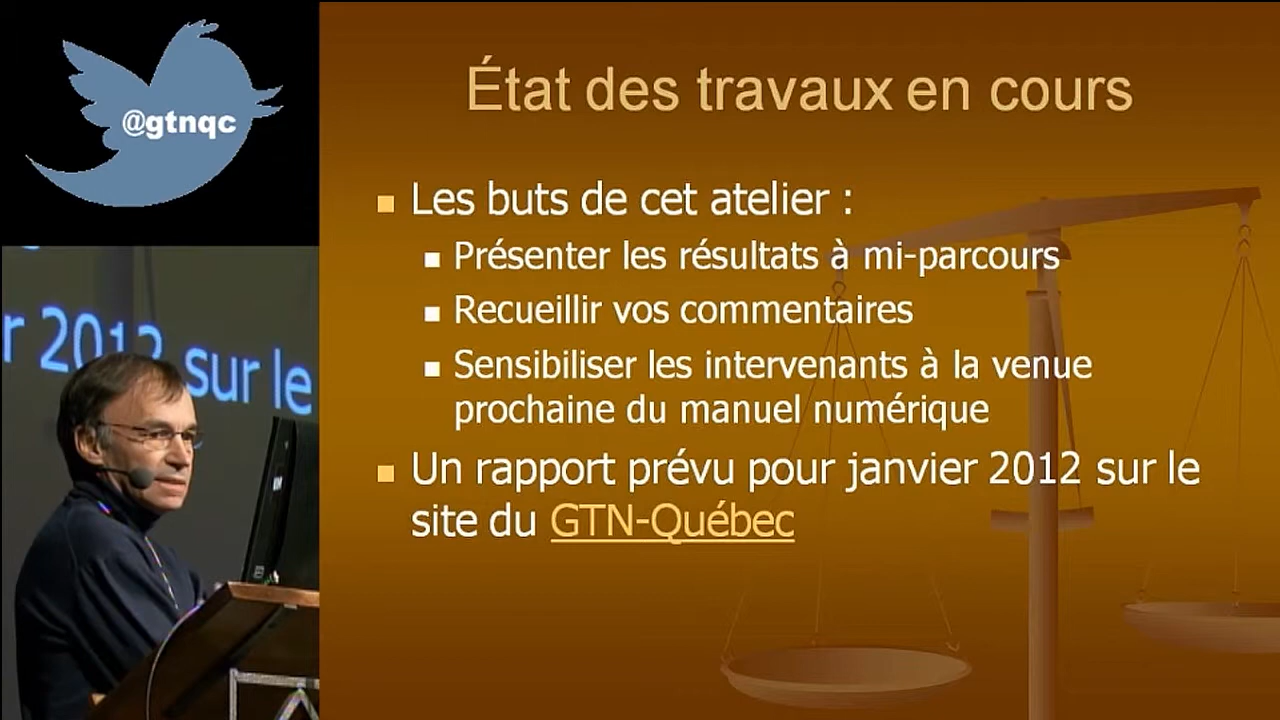 @gtnqc
État des travaux en cours
Les buts de cet atelier :
Présenter les résultats à mi-parcours
Recueillir vos commentaires
Sensibiliser les intervenants à la venue
prochaine du manuel numérique
Un rapport prévu pour janvier 2012 sur le
site du GTN-Québec
r 2012 sur le